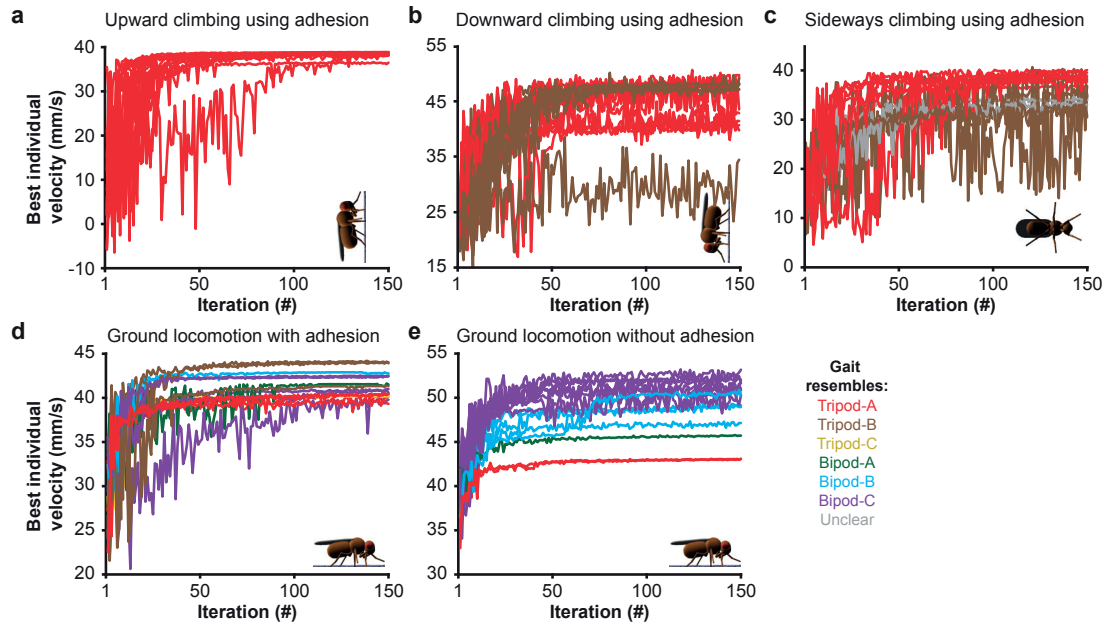 a
Upward climbing using adhesion
Best individual
velocity (mm/s)
40
30
20
10
0
-10
1
50
100
150
Iteration (#)
b
Downward climbing using adhesion
55
45
35
25
15
1
50
100
150
Iteration (#)
c
Sideways climbing using adhesion
40
30
20
10
0
1
50
100
150
Iteration (#)
d
Ground locomotion with adhesion
Best individual
velocity (mm/s)
45
40
35
30
25
20
1
50
100
150
Iteration (#)
e
Ground locomotion without adhesion
55
50
45
40
35
30
1
50
100
150
Iteration (#)
Gait
resembles:
Tripod-A
Tripod-B
Tripod-C
Bipod-A
Bipod-B
Bipod-C
Unclear